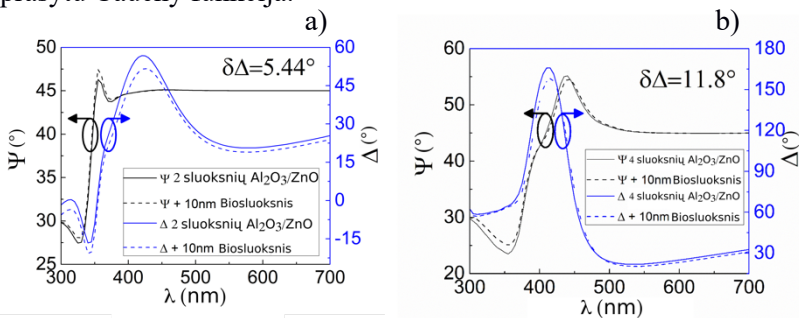 a)
b)
δΔ=5.44°
50
45
40
35
30
25
Ψ (°)
60
45
30
15
0
-15
Δ (°)
Ψ 2 sluoksnių Al₂O₃/ZnO
Ψ + 10nm Biosluoksnis
Δ 2 sluoksnių Al₂O₃/ZnO
Δ + 10nm Biosluoksnis
300 400 500 600 700
λ (nm)
δΔ=11.8°
60
50
40
30
20
Ψ (°)
180
150
120
90
60
30
Δ (°)
Ψ 4 sluoksnių Al₂O₃/ZnO
Ψ + 10nm Biosluoksnis
Δ 4 sluoksnių Al₂O₃/ZnO
Δ + 10nm Biosluoksnis
300 400 500 600 700
λ (nm)